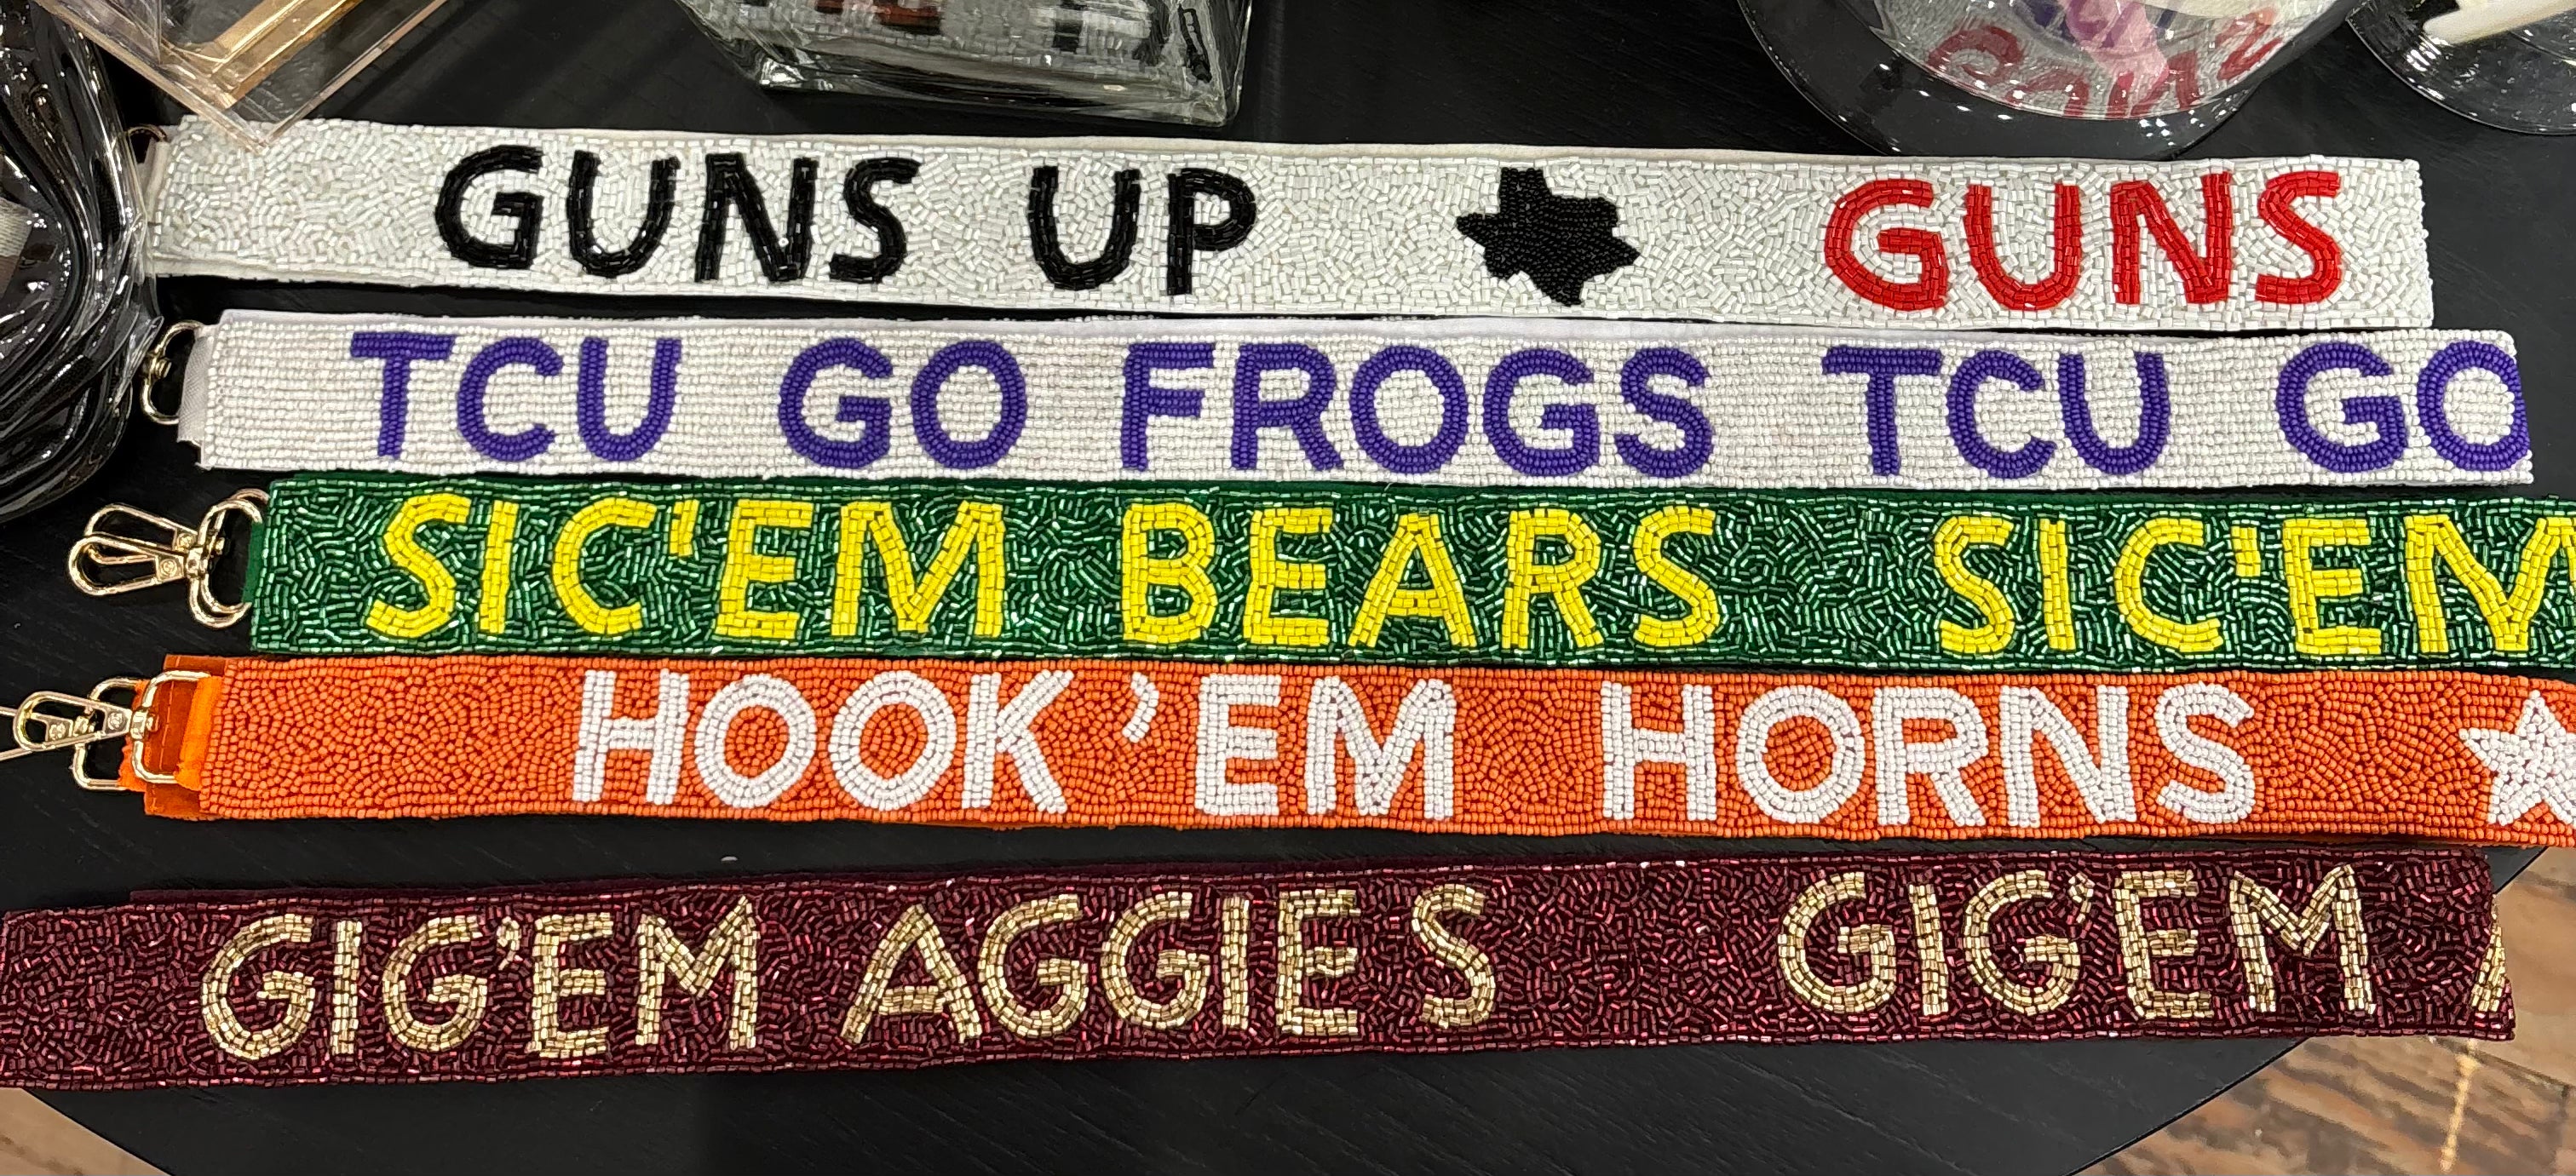 GUNS UP GUNS
TCU GO FROGS TCU GO
SIC'EM BEARS SIC'EM
HOOK 'EM HORNS
GIG'EM AGGIES GIG'EM